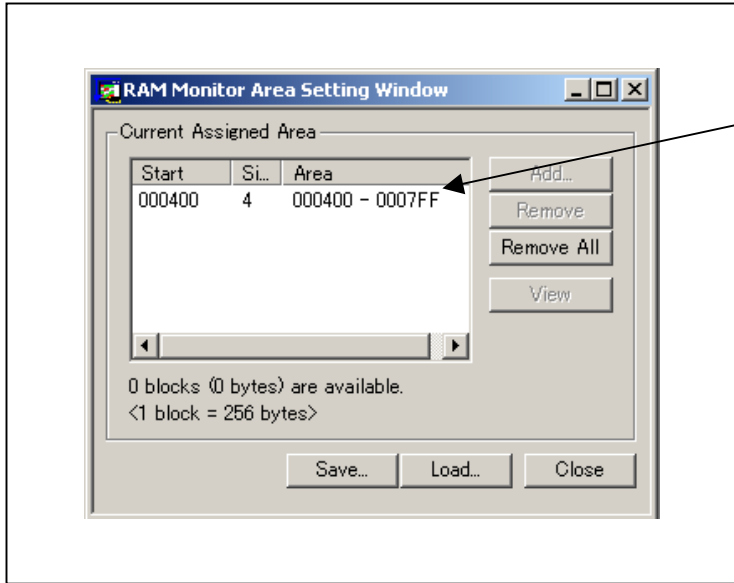 RAM Monitor Area Setting Window
Current Assigned Area
Start Si... Area
000400 4 000400 - 0007FF
Add...
Remove
Remove All
View
0 blocks (0 bytes) are available.
<1 block = 256 bytes>
Save... Load... Close